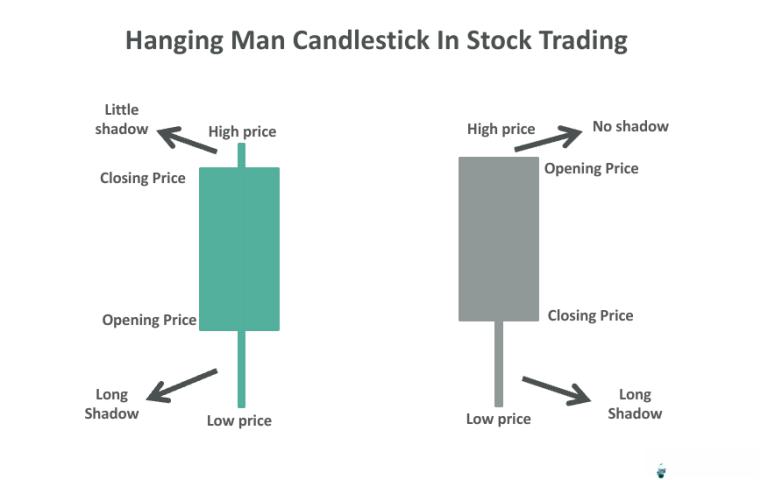 Hanging Man Candlestick In Stock Trading
Little
shadow
High price
Closing Price
Opening Price
Long
Shadow
Low price
High price
No shadow
Opening Price
Closing Price
Long
Shadow
Low price